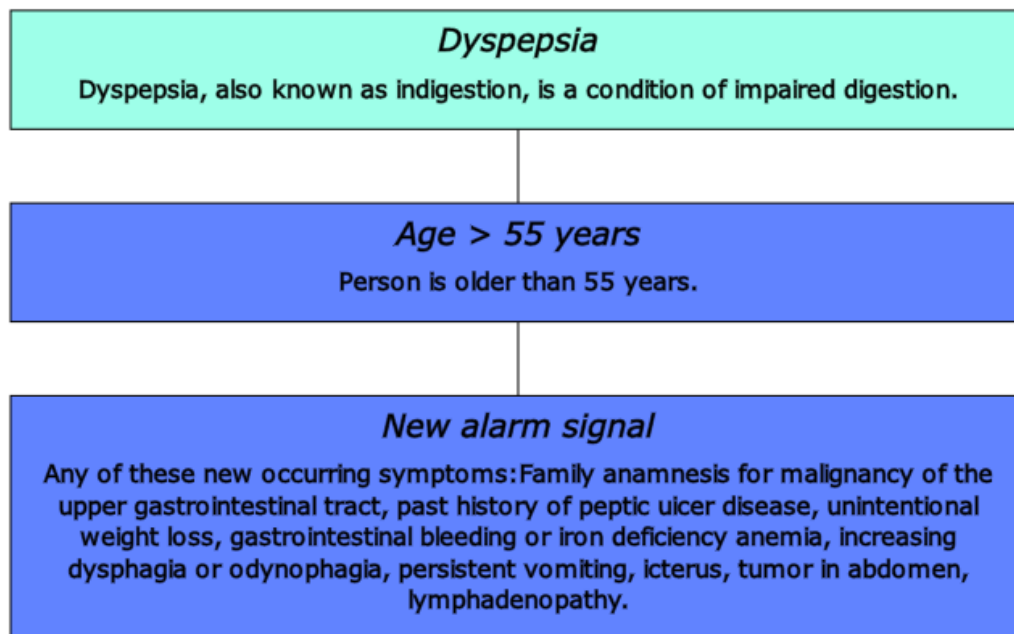 Dyspepsia
Dyspepsia, also known as indigestion, is a condition of impaired digestion.
Age > 55 years
Person is older than 55 years.
New alarm signal
Any of these new occurring symptoms:Family anamnesis for malignancy of the
upper gastrointestinal tract, past history of peptic uicer disease, unintentional
weight loss, gastrointestinal bleeding or iron deficiency anemia, increasing
dysphagia or odynophagia, persistent vomiting, icterus, tumor in abdomen,
lymphadenopathy.